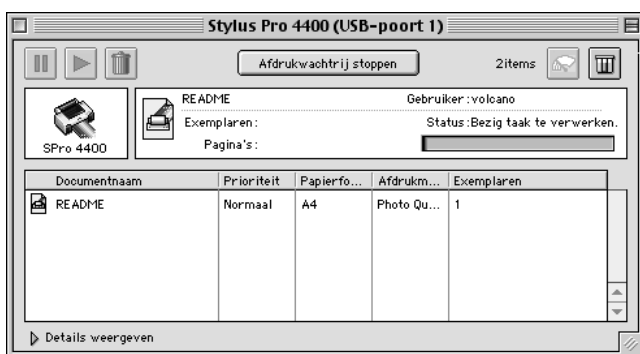 Stylus Pro 4400 (USB-poort 1)
Afdrukwachtrij stoppen
2items
SPro 4400
README
Gebruiker:volcano
Exemplaren:
Status:Bezig taak te verwerken.
Pagina's:
Documentnaam Prioriteit Papierfo... Afdrukm... Exemplaren
README Normaal A4 Photo Qu... 1
Details weergeven